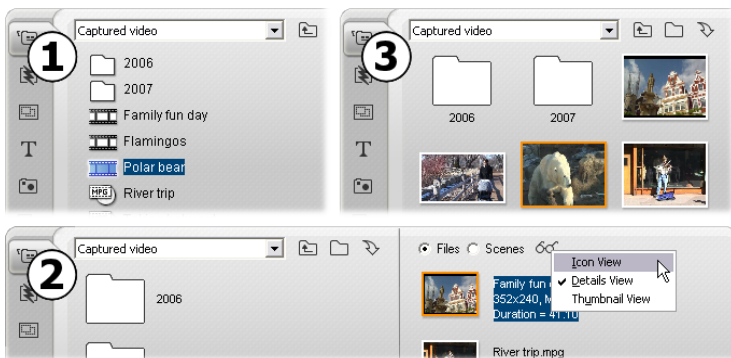 Captured video
1
2006
2007
Family fun day
Flamingos
Polar bear
MPG River trip
T
Captured video
3
2006 2007
T
Captured video
2
2006
Files Scenes
Icon View
Details View
Thumbnail View
Family fun
352x240, M
Duration = 41:10
River trip.mpg